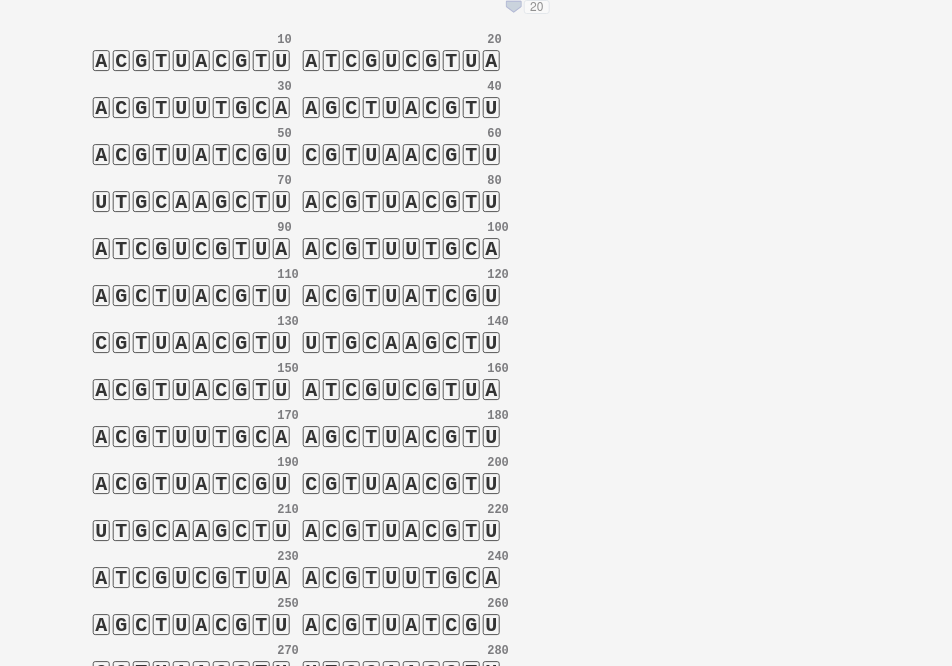 20
10 20
ACGTUACGTU ATCGUCGTUA
30 40
ACGTUUTGCA AGCTUACGTU
50 60
ACGTUATCGU CGTUAACGTU
70 80
UTGCAAGCTU ACGTUACGTU
90 100
ATCGUCGTUA ACGTUUTGCA
110 120
AGCTUACGTU ACGTUATCGU
130 140
CGTUAACGTU UTGCAAGCTU
150 160
ACGTUACGTU ATCGUCGTUA
170 180
ACGTUUTGCA AGCTUACGTU
190 200
ACGTUATCGU CGTUAACGTU
210 220
UTGCAAGCTU ACGTUACGTU
230 240
ATCGUCGTUA ACGTUUTGCA
250 260
AGCTUACGTU ACGTUATCGU
270 280